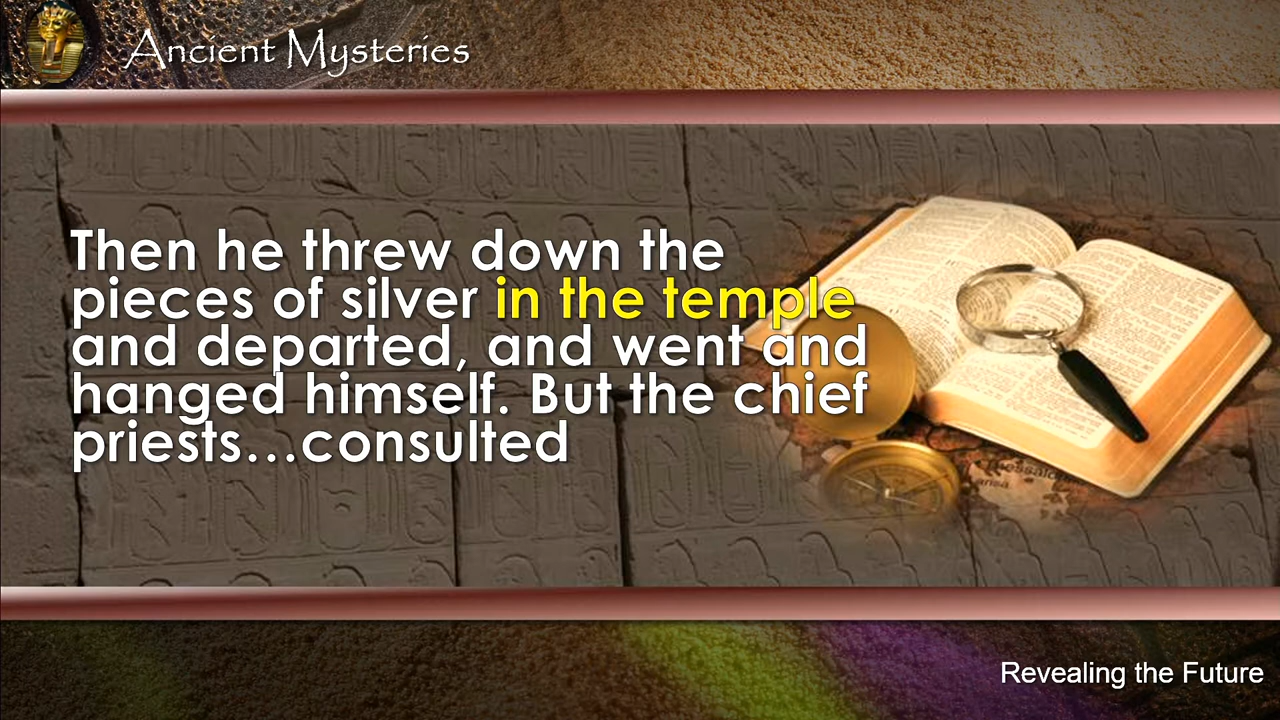 Ancient Mysteries
Then he threw down the
pieces of silver in the temple
and departed, and went and
hanged himself. But the chief
priests…consulted
Revealing the Future